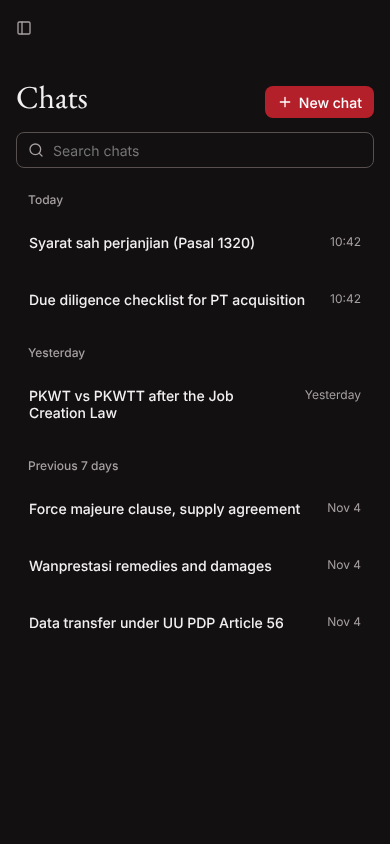 Chats
New chat
Search chats
Today
Syarat sah perjanjian (Pasal 1320)
10:42
Due diligence checklist for PT acquisition
10:42
Yesterday
PKWT vs PKWTT after the Job
Creation Law
Yesterday
Previous 7 days
Force majeure clause, supply agreement
Nov 4
Wanprestasi remedies and damages
Nov 4
Data transfer under UU PDP Article 56
Nov 4